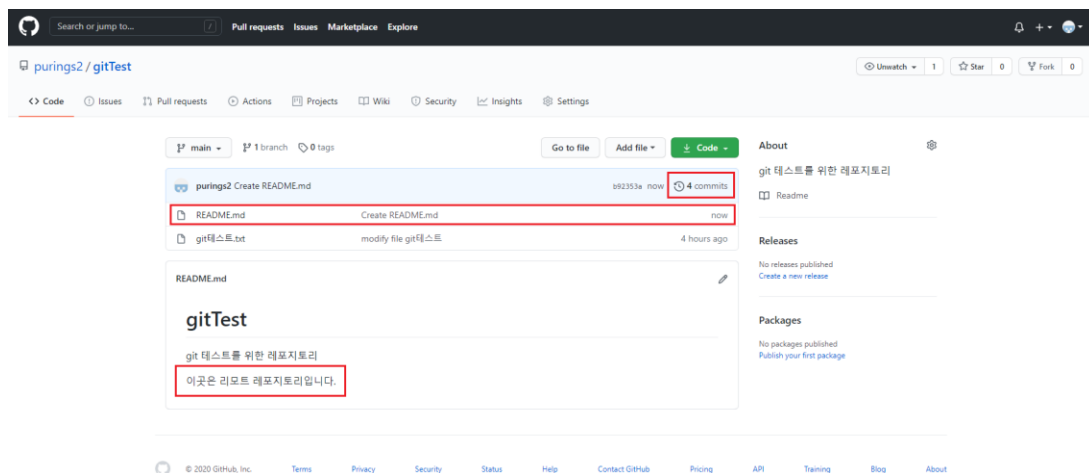 Search or jump to... / Pull requests Issues Marketplace Explore
purings2 / gitTest Unwatch 1 Star 0 Fork 0
Code Issues Pull requests Actions Projects Wiki Security Insights Settings
main 1 branch 0 tags Go to file Add file Code
purings2 Create README.md b92353a now 4 commits
README.md Create README.md now
git테스트.txt modify file git테스트 4 hours ago
README.md
gitTest
git 테스트를 위한 레포지토리
이곳은 리모트 레포지토리입니다.
About
git 테스트를 위한 레포지토리
Readme
Releases
No releases published
Create a new release
Packages
No packages published
Publish your first package
© 2020 GitHub, Inc. Terms Privacy Security Status Help Contact GitHub Pricing API Training Blog About